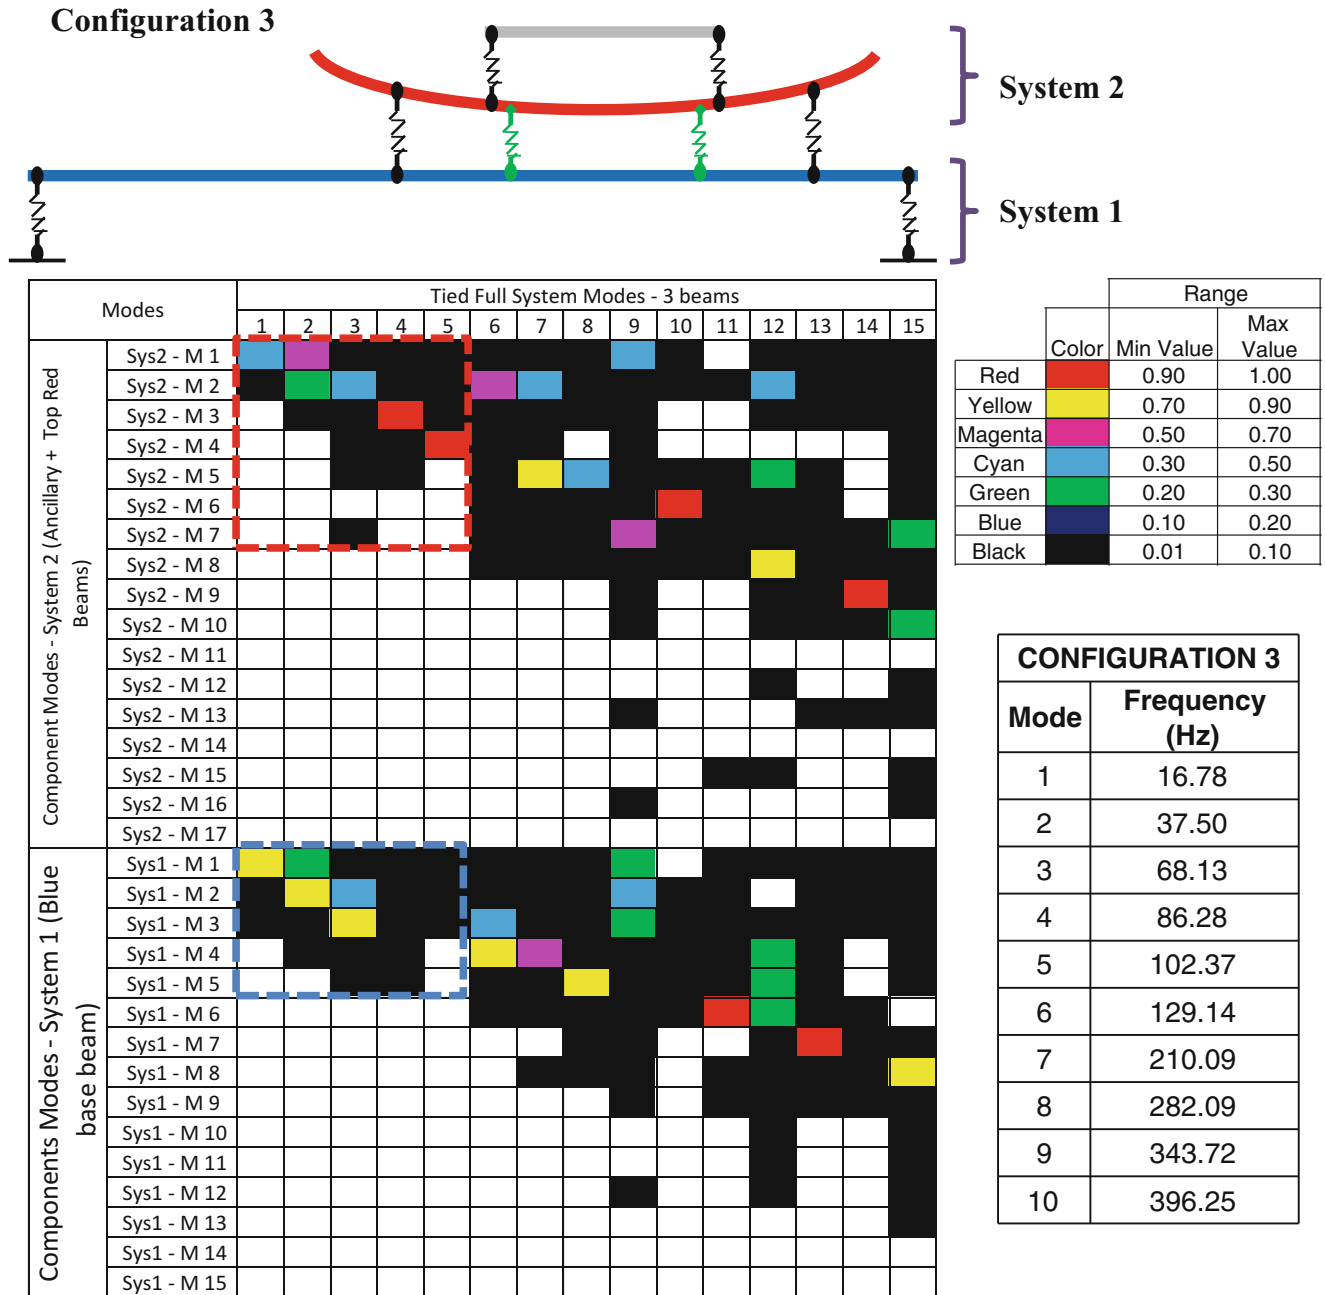 Configuration 3
System 2
System 1
Modes
Tied Full System Modes - 3 beams
1 2 3 4 5 6 7 8 9 10 11 12 13 14 15
Component Modes - System 2 (Ancillary + Top Red
Beams)
Sys2 - M 1
Sys2 - M 2
Sys2 - M 3
Sys2 - M 4
Sys2 - M 5
Sys2 - M 6
Sys2 - M 7
Sys2 - M 8
Sys2 - M 9
Sys2 - M 10
Sys2 - M 11
Sys2 - M 12
Sys2 - M 13
Sys2 - M 14
Sys2 - M 15
Sys2 - M 16
Sys2 - M 17
Components Modes - System 1 (Blue
base beam)
Sys1 - M 1
Sys1 - M 2
Sys1 - M 3
Sys1 - M 4
Sys1 - M 5
Sys1 - M 6
Sys1 - M 7
Sys1 - M 8
Sys1 - M 9
Sys1 - M 10
Sys1 - M 11
Sys1 - M 12
Sys1 - M 13
Sys1 - M 14
Sys1 - M 15
Range
Color Min Value Max
Value
Red 0.90 1.00
Yellow 0.70 0.90
Magenta 0.50 0.70
Cyan 0.30 0.50
Green 0.20 0.30
Blue 0.10 0.20
Black 0.01 0.10
CONFIGURATION 3
Mode Frequency
(Hz)
1 16.78
2 37.50
3 68.13
4 86.28
5 102.37
6 129.14
7 210.09
8 282.09
9 343.72
10 396.25